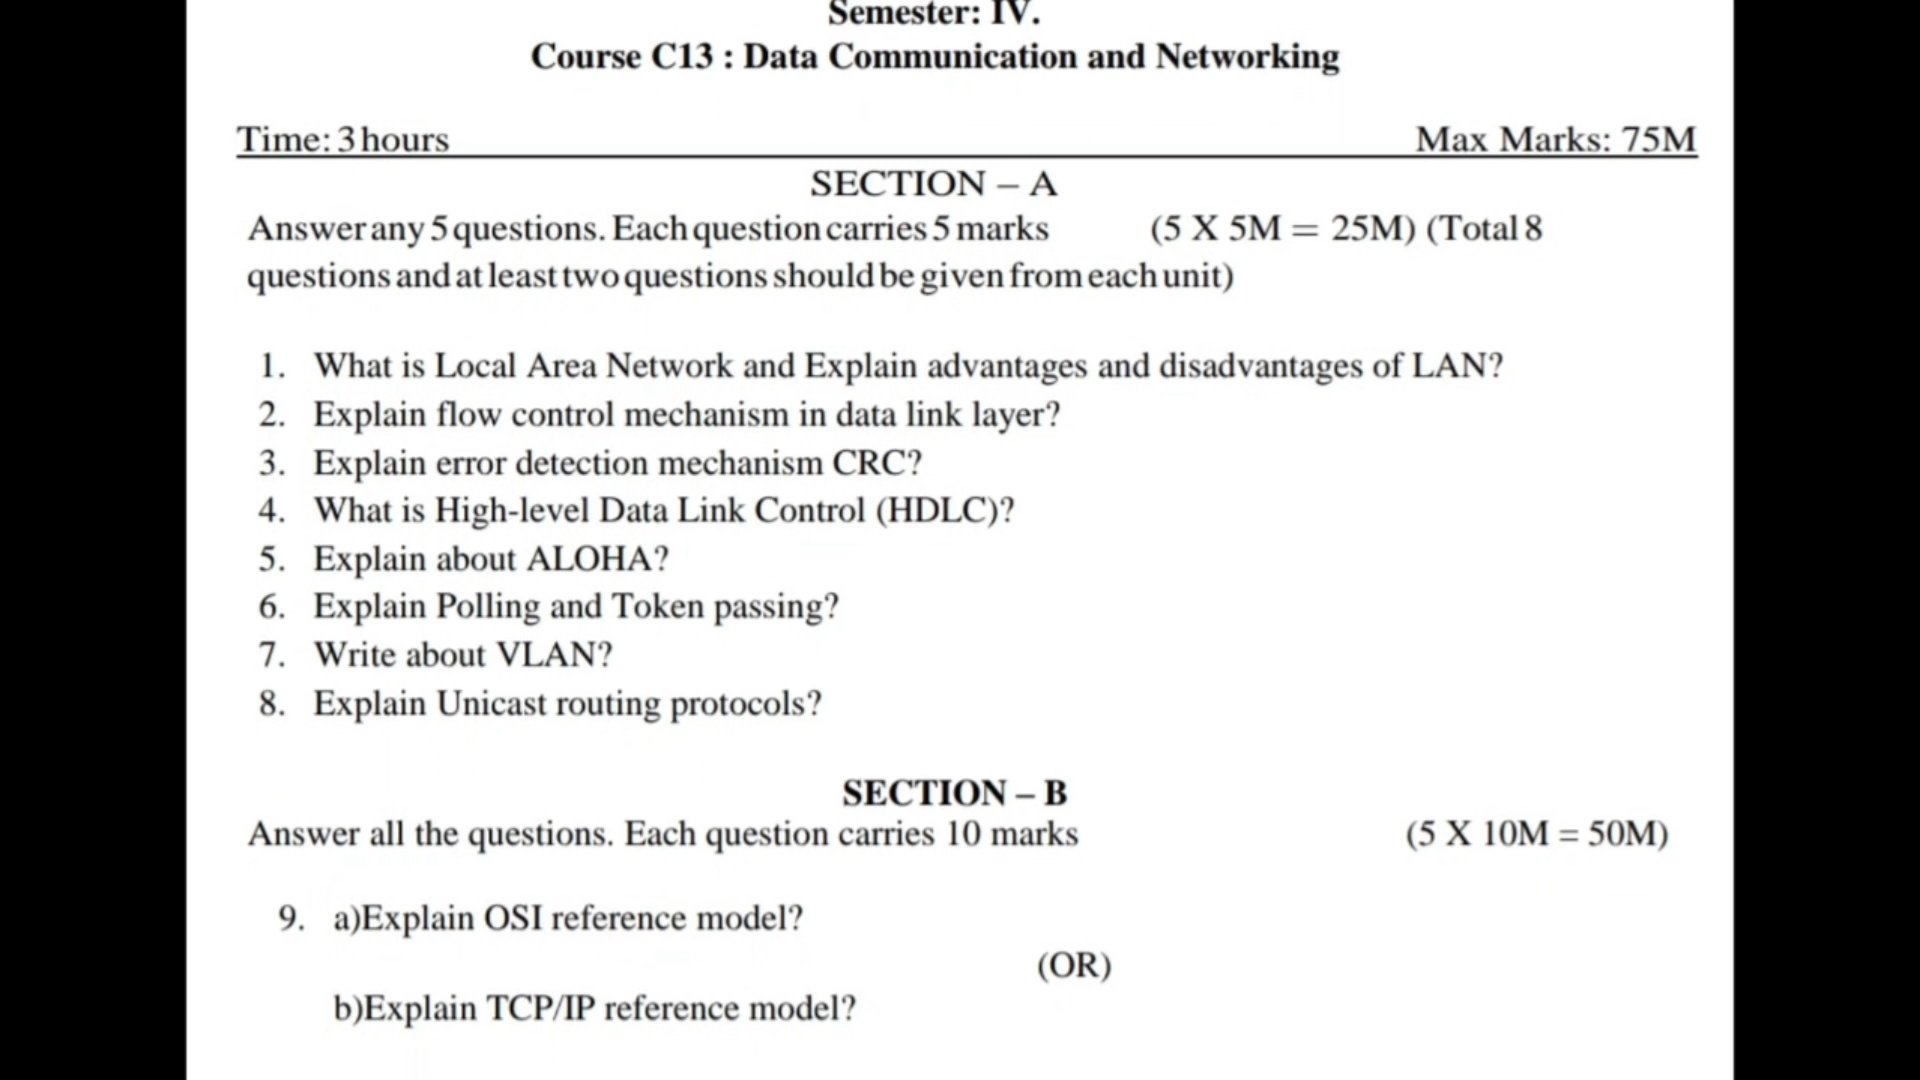 Semester: IV.
Course C13 : Data Communication and Networking
Time: 3 hours Max Marks: 75M
SECTION – A
Answer any 5 questions. Each question carries 5 marks (5 X 5M = 25M) (Total 8
questions and at least two questions should be given from each unit)
1. What is Local Area Network and Explain advantages and disadvantages of LAN?
2. Explain flow control mechanism in data link layer?
3. Explain error detection mechanism CRC?
4. What is High-level Data Link Control (HDLC)?
5. Explain about ALOHA?
6. Explain Polling and Token passing?
7. Write about VLAN?
8. Explain Unicast routing protocols?
SECTION – B
Answer all the questions. Each question carries 10 marks (5 X 10M = 50M)
9. a)Explain OSI reference model?
(OR)
b)Explain TCP/IP reference model?